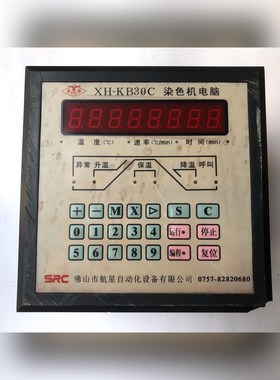 XH-KB30C 染色机电脑
88888888
温度(℃) 速率(℃/min) 时间(min)
异常 升温 保温 降温 呼叫
+ − M X ▷ S C
0 1 2 3 4 运行 停止
5 6 7 8 9 编程 复位
SRC 佛山市航星自动化设备有限公司 0757-82820680